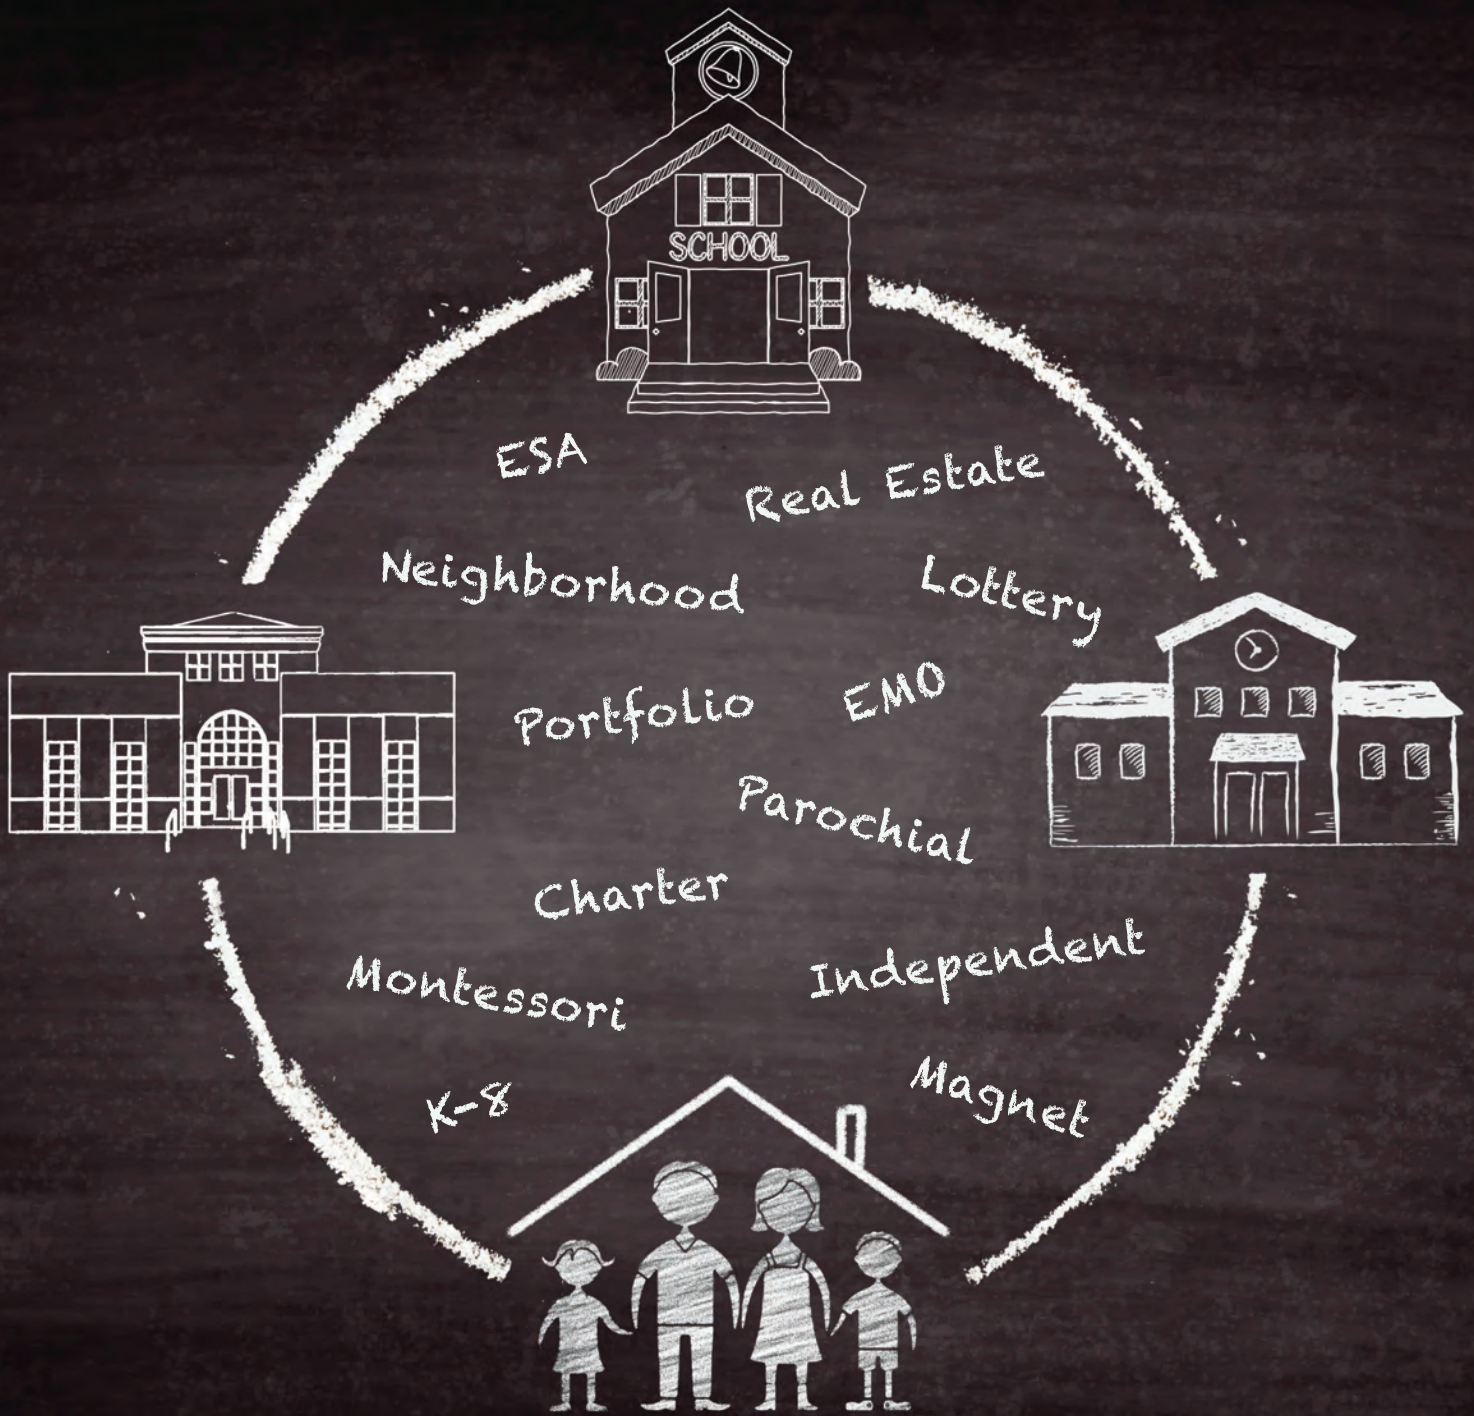 SCHOOL
ESA
Real Estate
Neighborhood
Lottery
Portfolio
EMO
Parochial
Charter
Independent
Montessori
Magnet
K-8